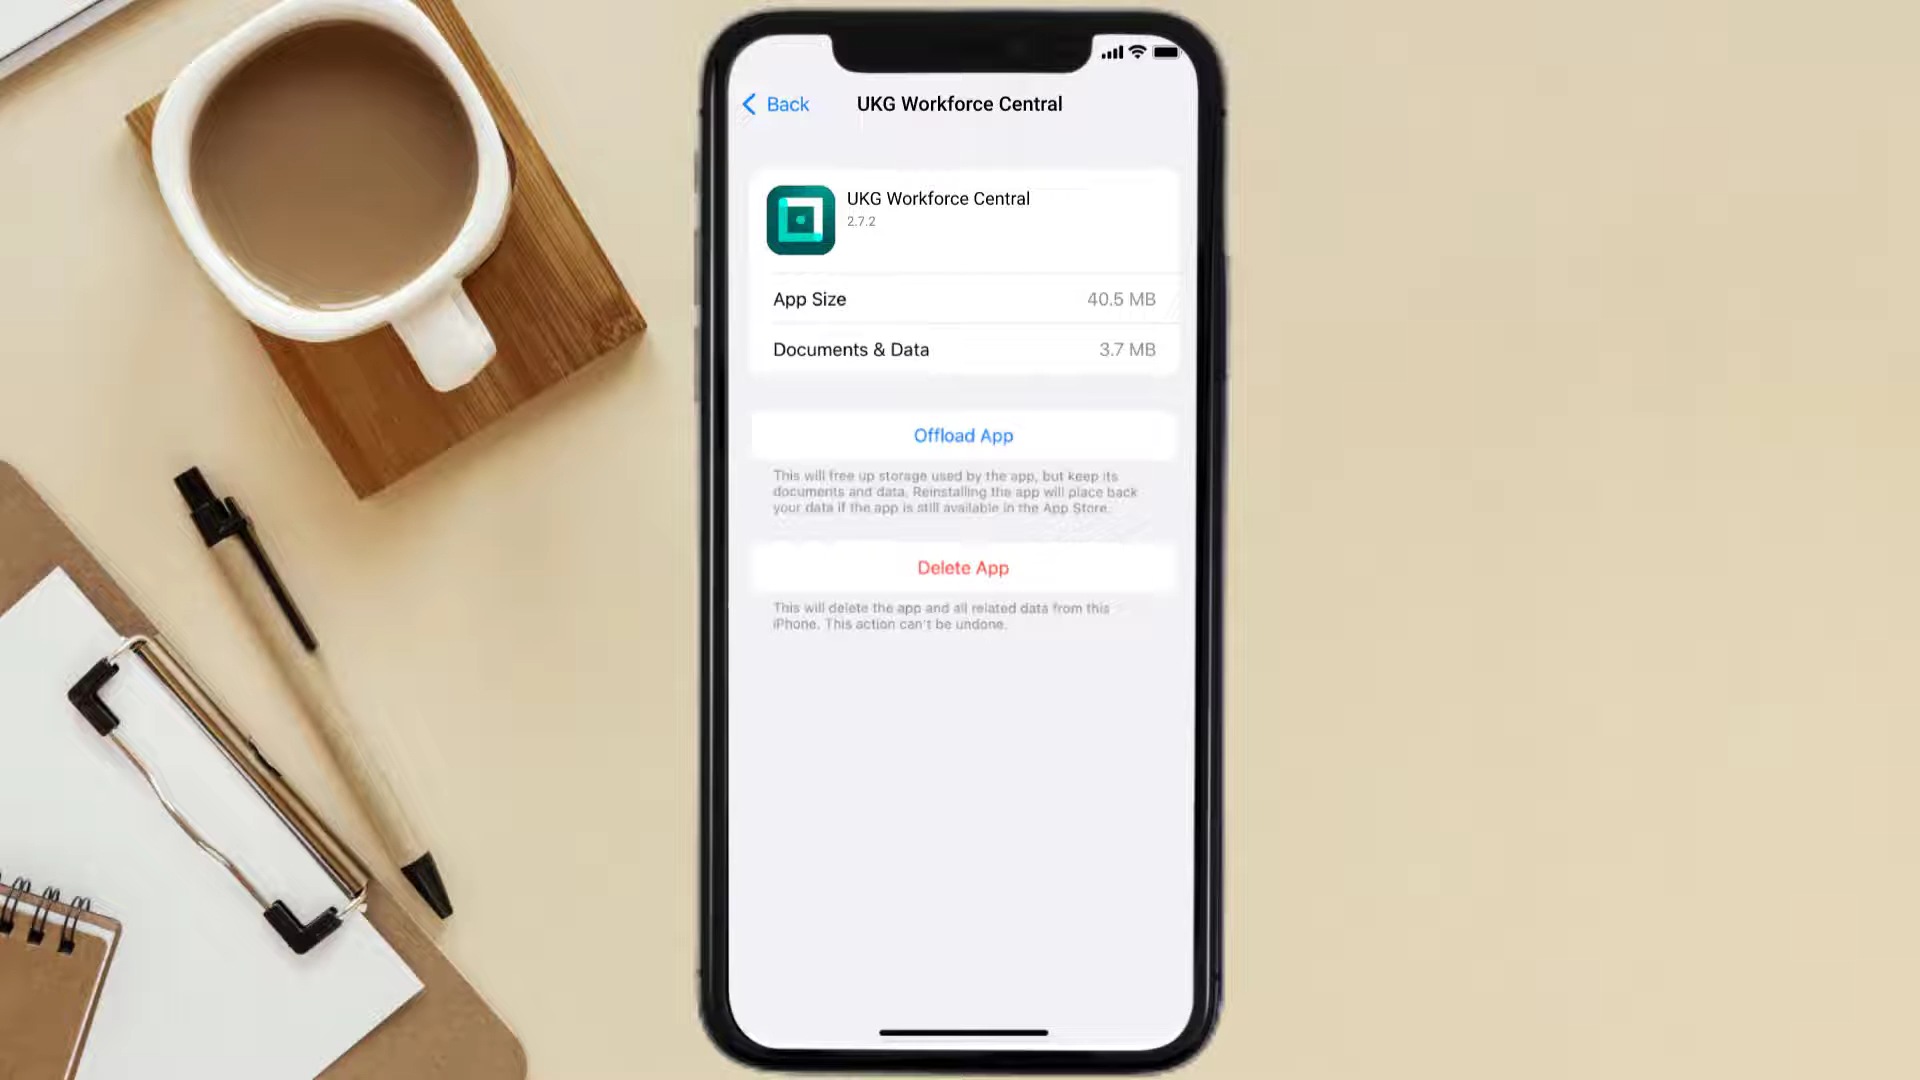 Back
UKG Workforce Central
UKG Workforce Central
2.7.2
App Size
40.5 MB
Documents & Data
3.7 MB
Offload App
This will free up storage used by the app, but keep its
documents and data. Reinstalling the app will place back
your data if the app is still available in the App Store.
Delete App
This will delete the app and all related data from this
iPhone. This action can't be undone.